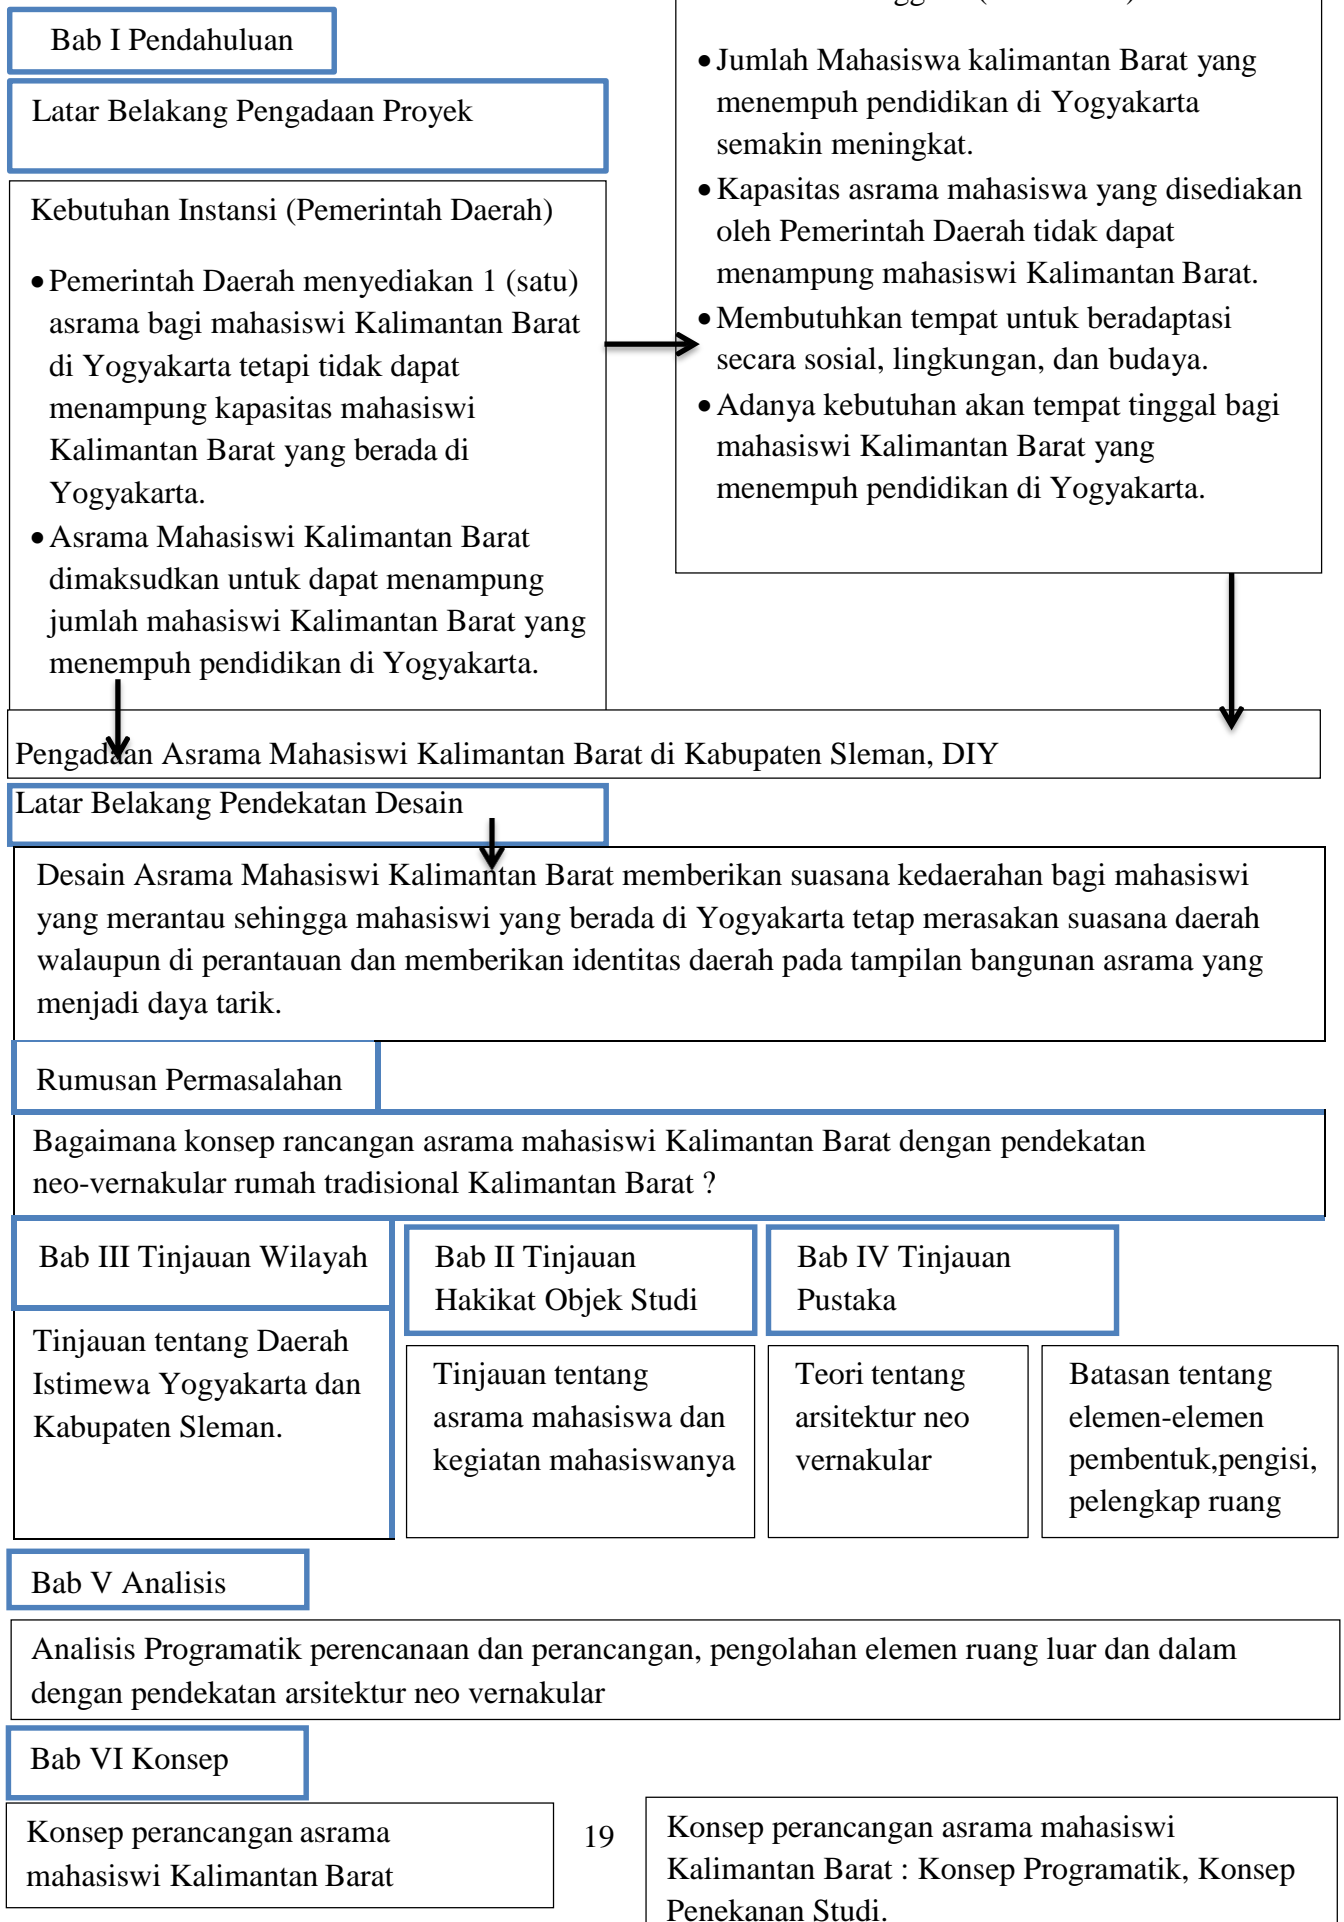 Bab I Pendahuluan
Latar Belakang Pengadaan Proyek
Kebutuhan Instansi (Pemerintah Daerah)
• Pemerintah Daerah menyediakan 1 (satu)
asrama bagi mahasiswi Kalimantan Barat
di Yogyakarta tetapi tidak dapat
menampung kapasitas mahasiswi
Kalimantan Barat yang berada di
Yogyakarta.
• Asrama Mahasiswi Kalimantan Barat
dimaksudkan untuk dapat menampung
jumlah mahasiswi Kalimantan Barat yang
menempuh pendidikan di Yogyakarta.
• Jumlah Mahasiswa kalimantan Barat yang
menempuh pendidikan di Yogyakarta
semakin meningkat.
• Kapasitas asrama mahasiswa yang disediakan
oleh Pemerintah Daerah tidak dapat
menampung mahasiswi Kalimantan Barat.
• Membutuhkan tempat untuk beradaptasi
secara sosial, lingkungan, dan budaya.
• Adanya kebutuhan akan tempat tinggal bagi
mahasiswi Kalimantan Barat yang
menempuh pendidikan di Yogyakarta.
Pengadaan Asrama Mahasiswi Kalimantan Barat di Kabupaten Sleman, DIY
Latar Belakang Pendekatan Desain
Desain Asrama Mahasiswi Kalimantan Barat memberikan suasana kedaerahan bagi mahasiswi
yang merantau sehingga mahasiswi yang berada di Yogyakarta tetap merasakan suasana daerah
walaupun di perantauan dan memberikan identitas daerah pada tampilan bangunan asrama yang
menjadi daya tarik.
Rumusan Permasalahan
Bagaimana konsep rancangan asrama mahasiswi Kalimantan Barat dengan pendekatan
neo-vernakular rumah tradisional Kalimantan Barat ?
Bab III Tinjauan Wilayah
Tinjauan tentang Daerah
Istimewa Yogyakarta dan
Kabupaten Sleman.
Bab II Tinjauan
Hakikat Objek Studi
Tinjauan tentang
asrama mahasiswa dan
kegiatan mahasiswanya
Bab IV Tinjauan
Pustaka
Teori tentang
arsitektur neo
vernakular
Batasan tentang
elemen-elemen
pembentuk,pengisi,
pelengkap ruang
Bab V Analisis
Analisis Programatik perencanaan dan perancangan, pengolahan elemen ruang luar dan dalam
dengan pendekatan arsitektur neo vernakular
Bab VI Konsep
Konsep perancangan asrama
mahasiswi Kalimantan Barat
19
Konsep perancangan asrama mahasiswi
Kalimantan Barat : Konsep Programatik, Konsep
Penekanan Studi.